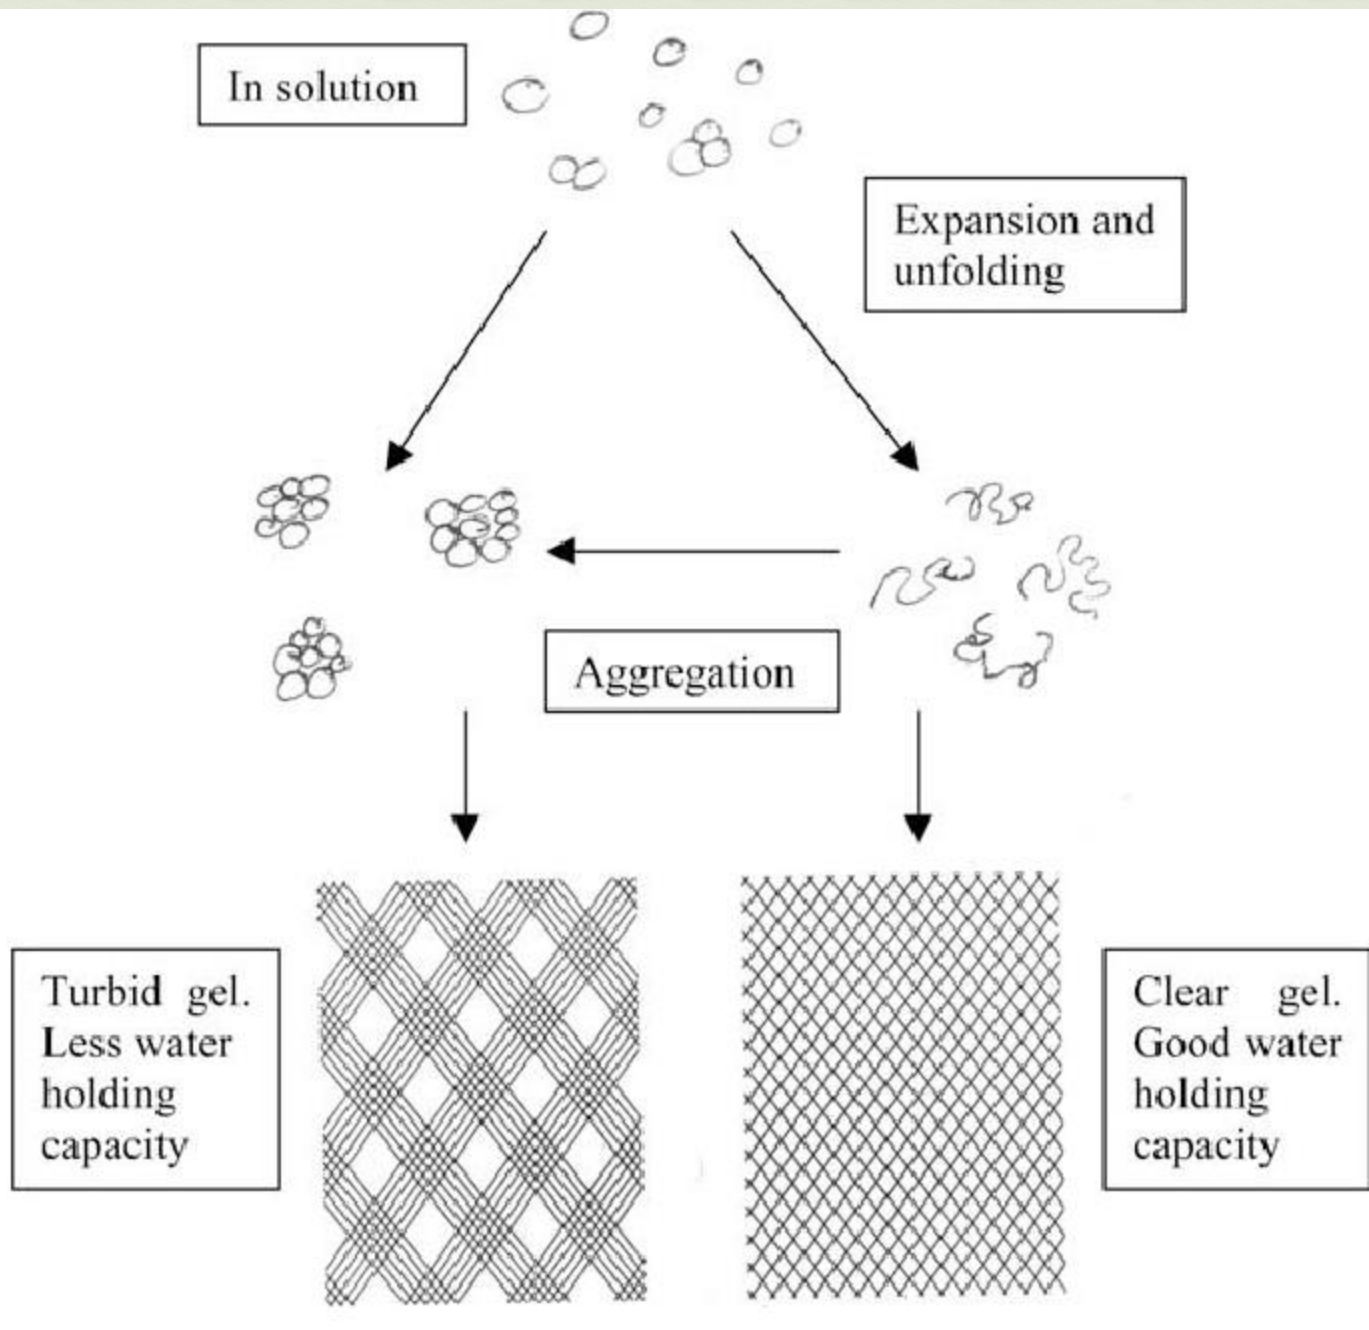 In solution
Expansion and
unfolding
Aggregation
Turbid gel.
Less water
holding
capacity
Clear gel.
Good water
holding
capacity